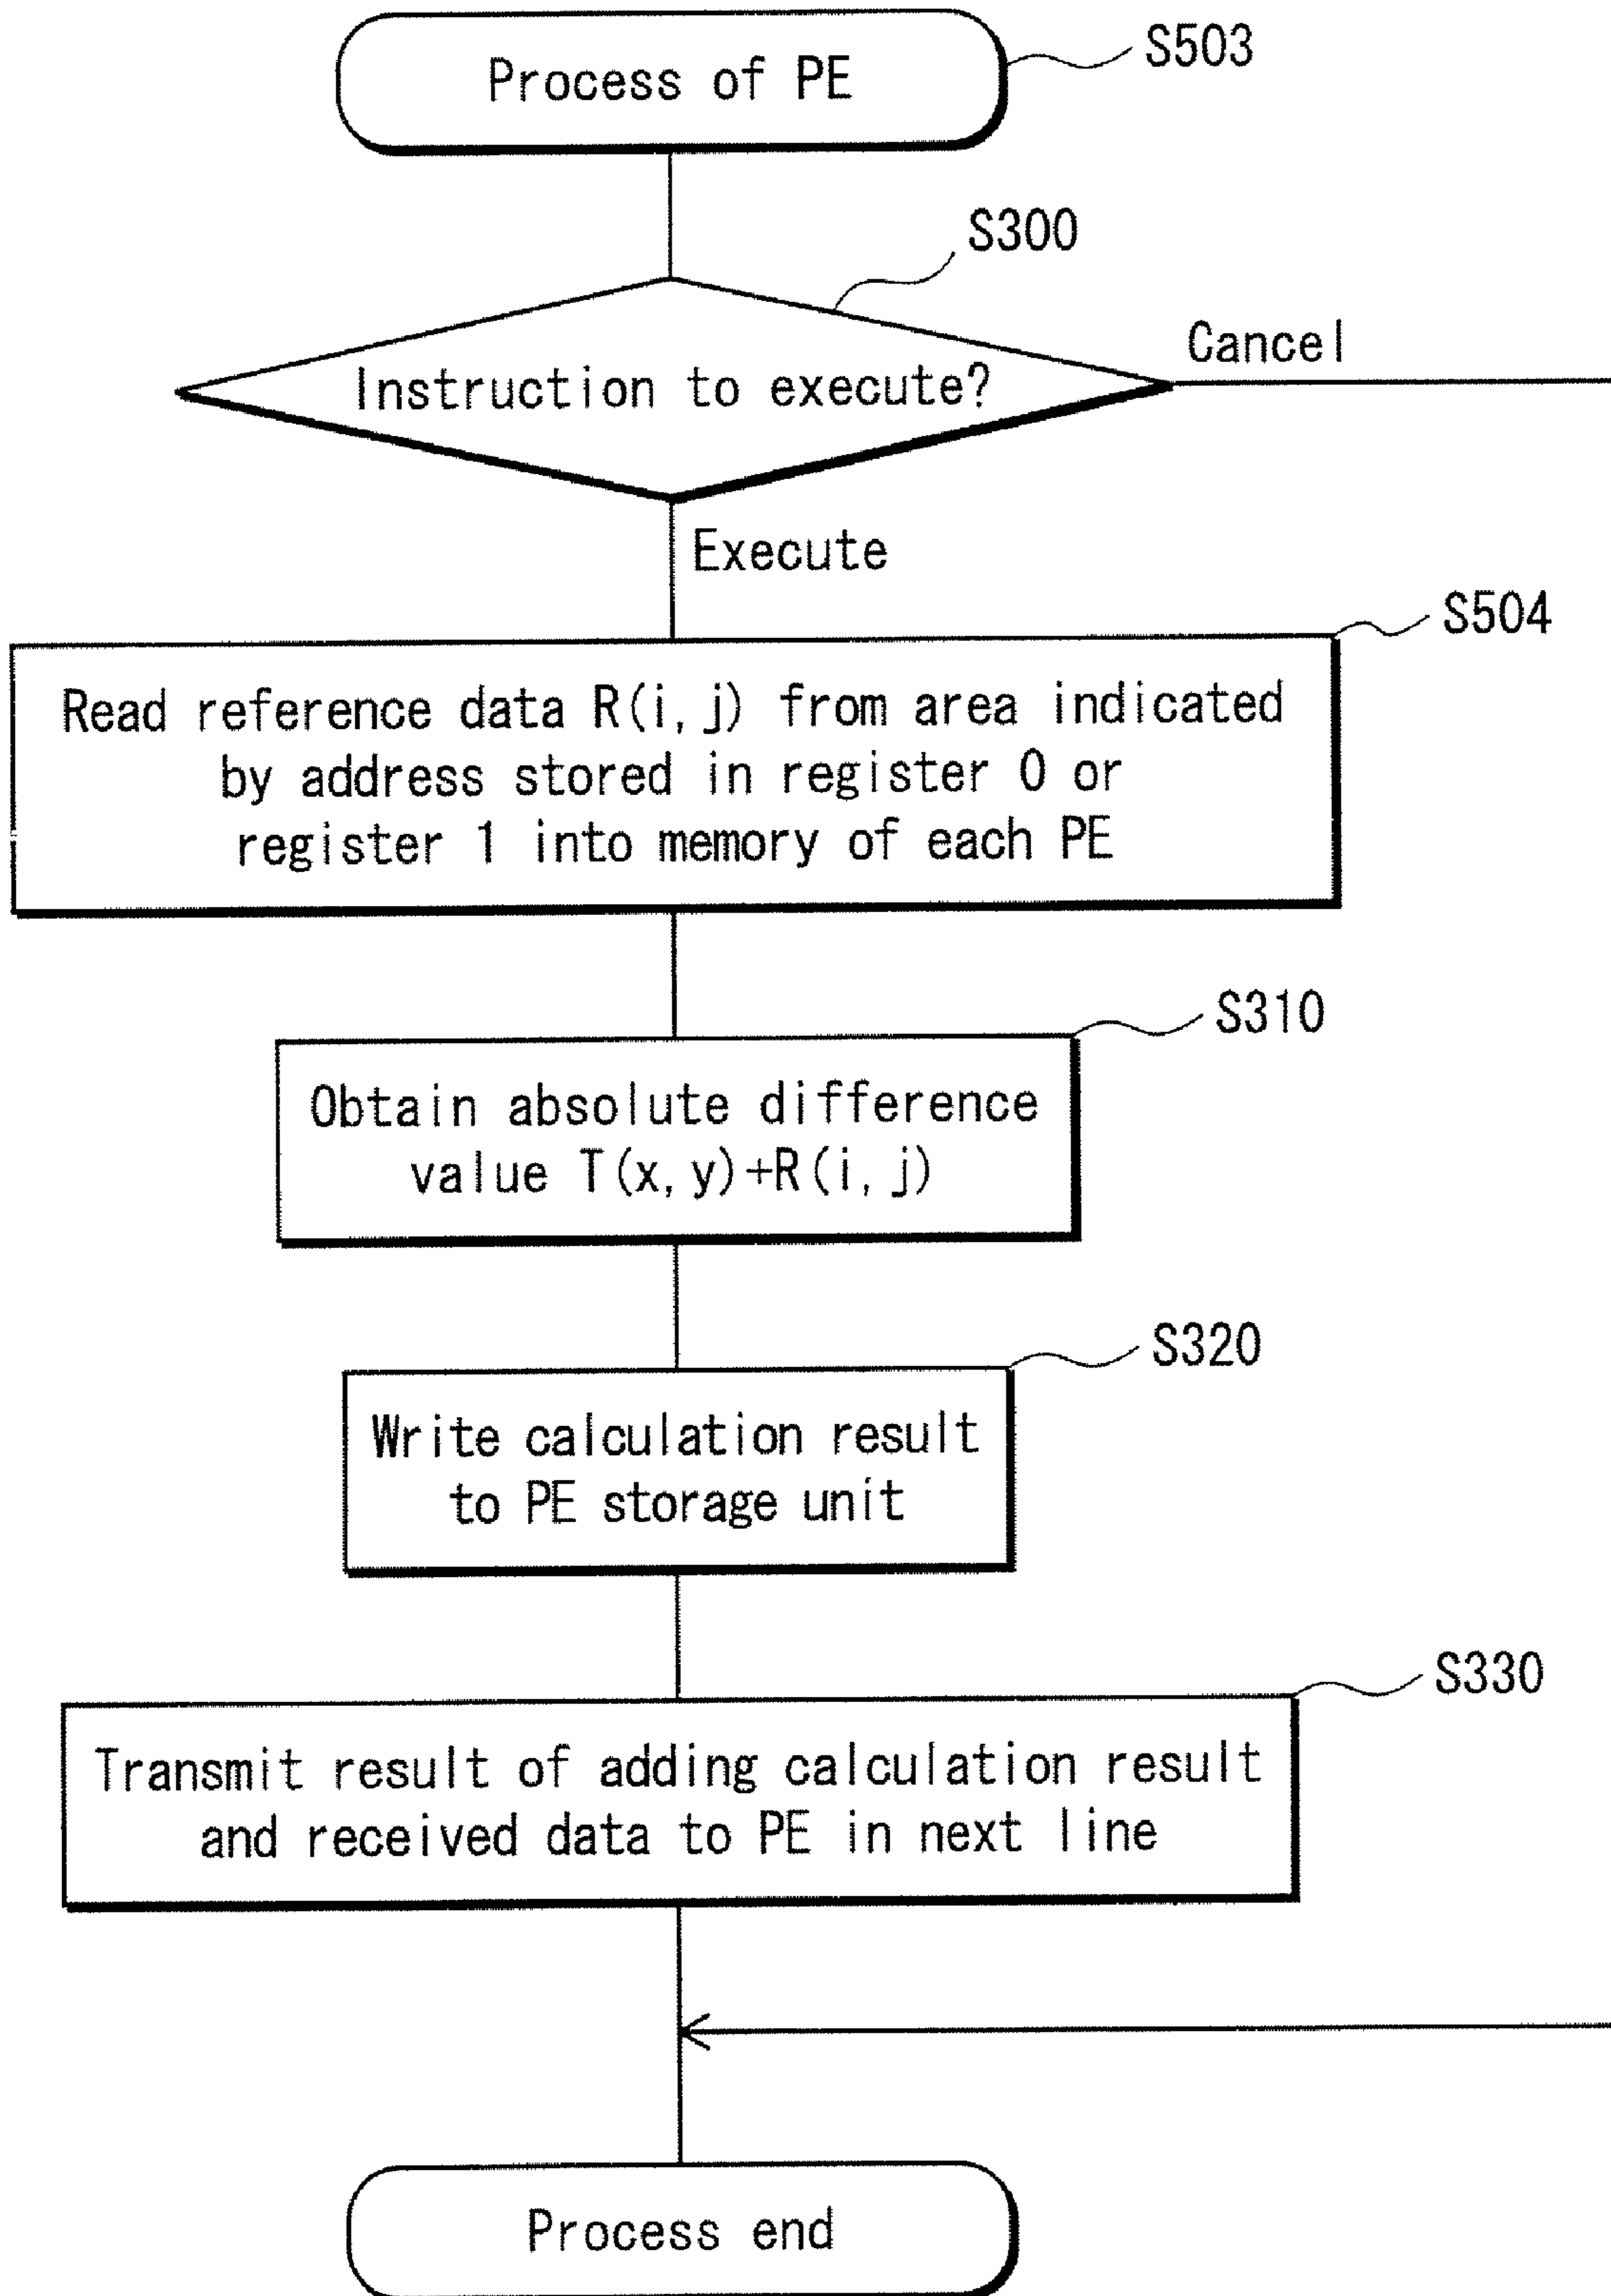 Process of PE
S503
S300
Instruction to execute?
Cancel
Execute
S504
Read reference data R(i, j) from area indicated
by address stored in register 0 or
register 1 into memory of each PE
S310
Obtain absolute difference
value T(x, y)+R(i, j)
S320
Write calculation result
to PE storage unit
S330
Transmit result of adding calculation result
and received data to PE in next line
Process end